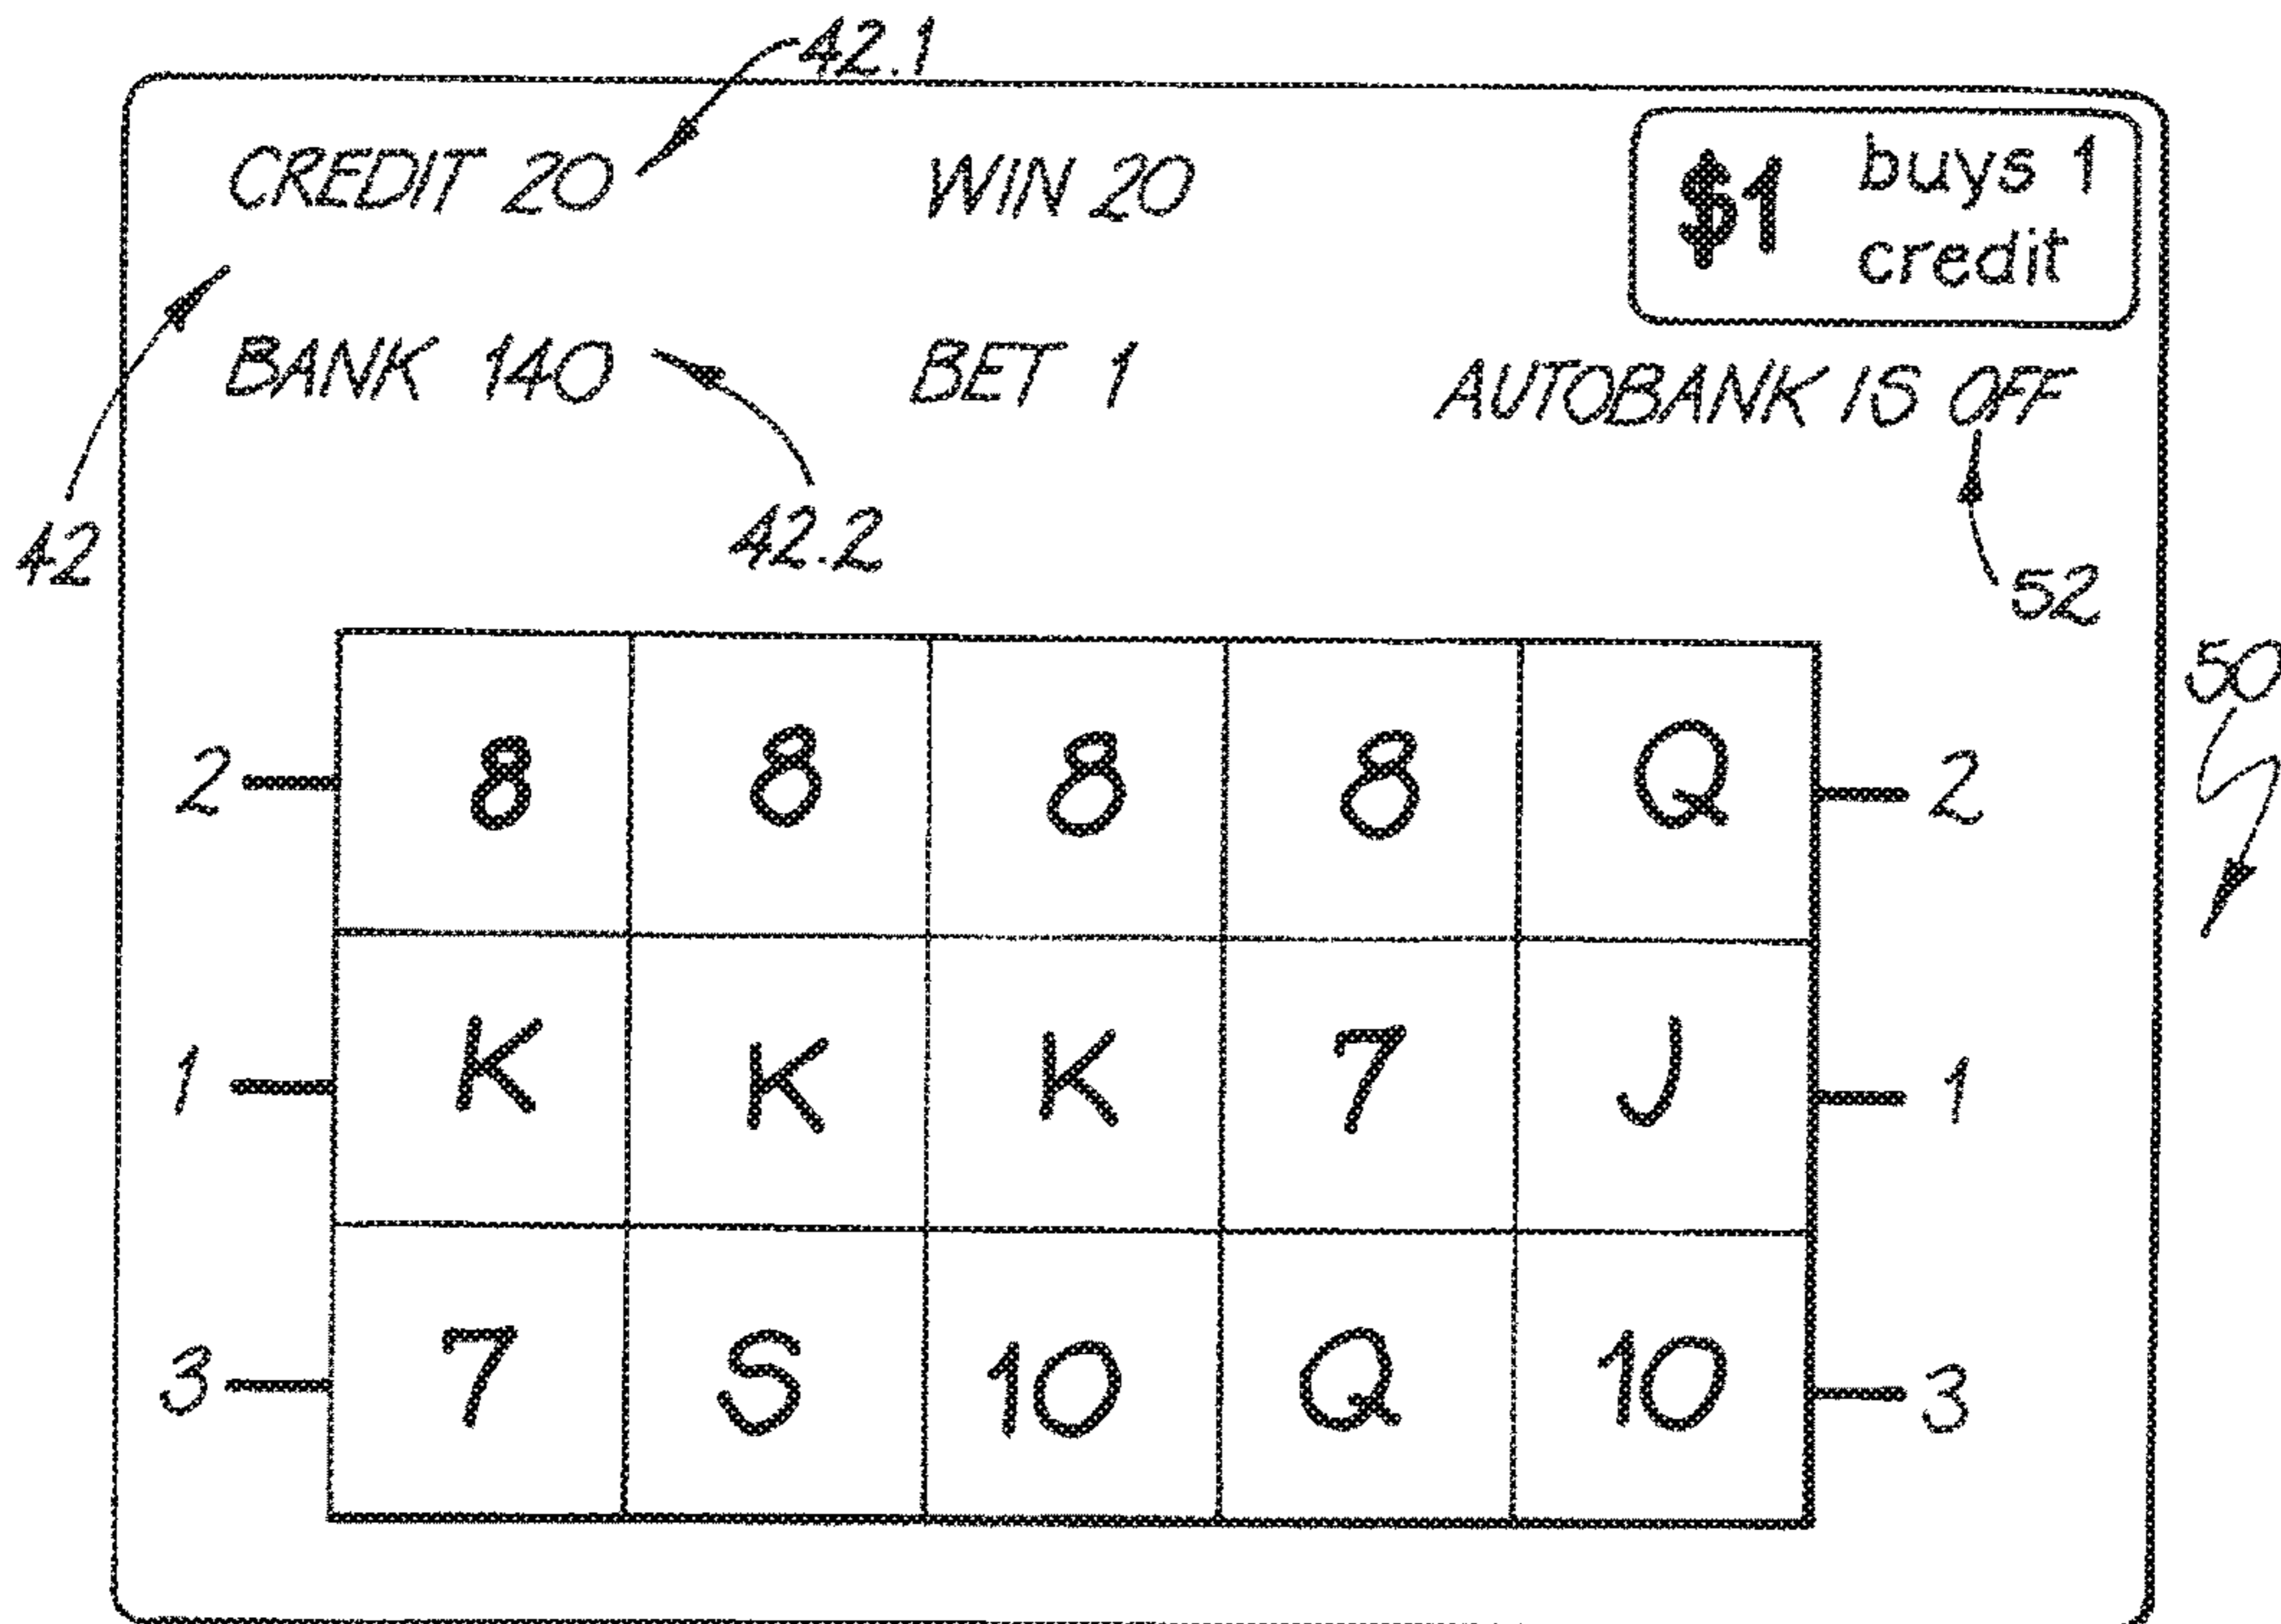 42.1
CREDIT 20 WIN 20 $1 buys 1
credit
BANK 140 BET 1 AUTOBANK IS OFF
42 42.2 52
50
2 8 8 8 8 Q 2
1 K K K 7 J 1
3 7 S 10 Q 10 3